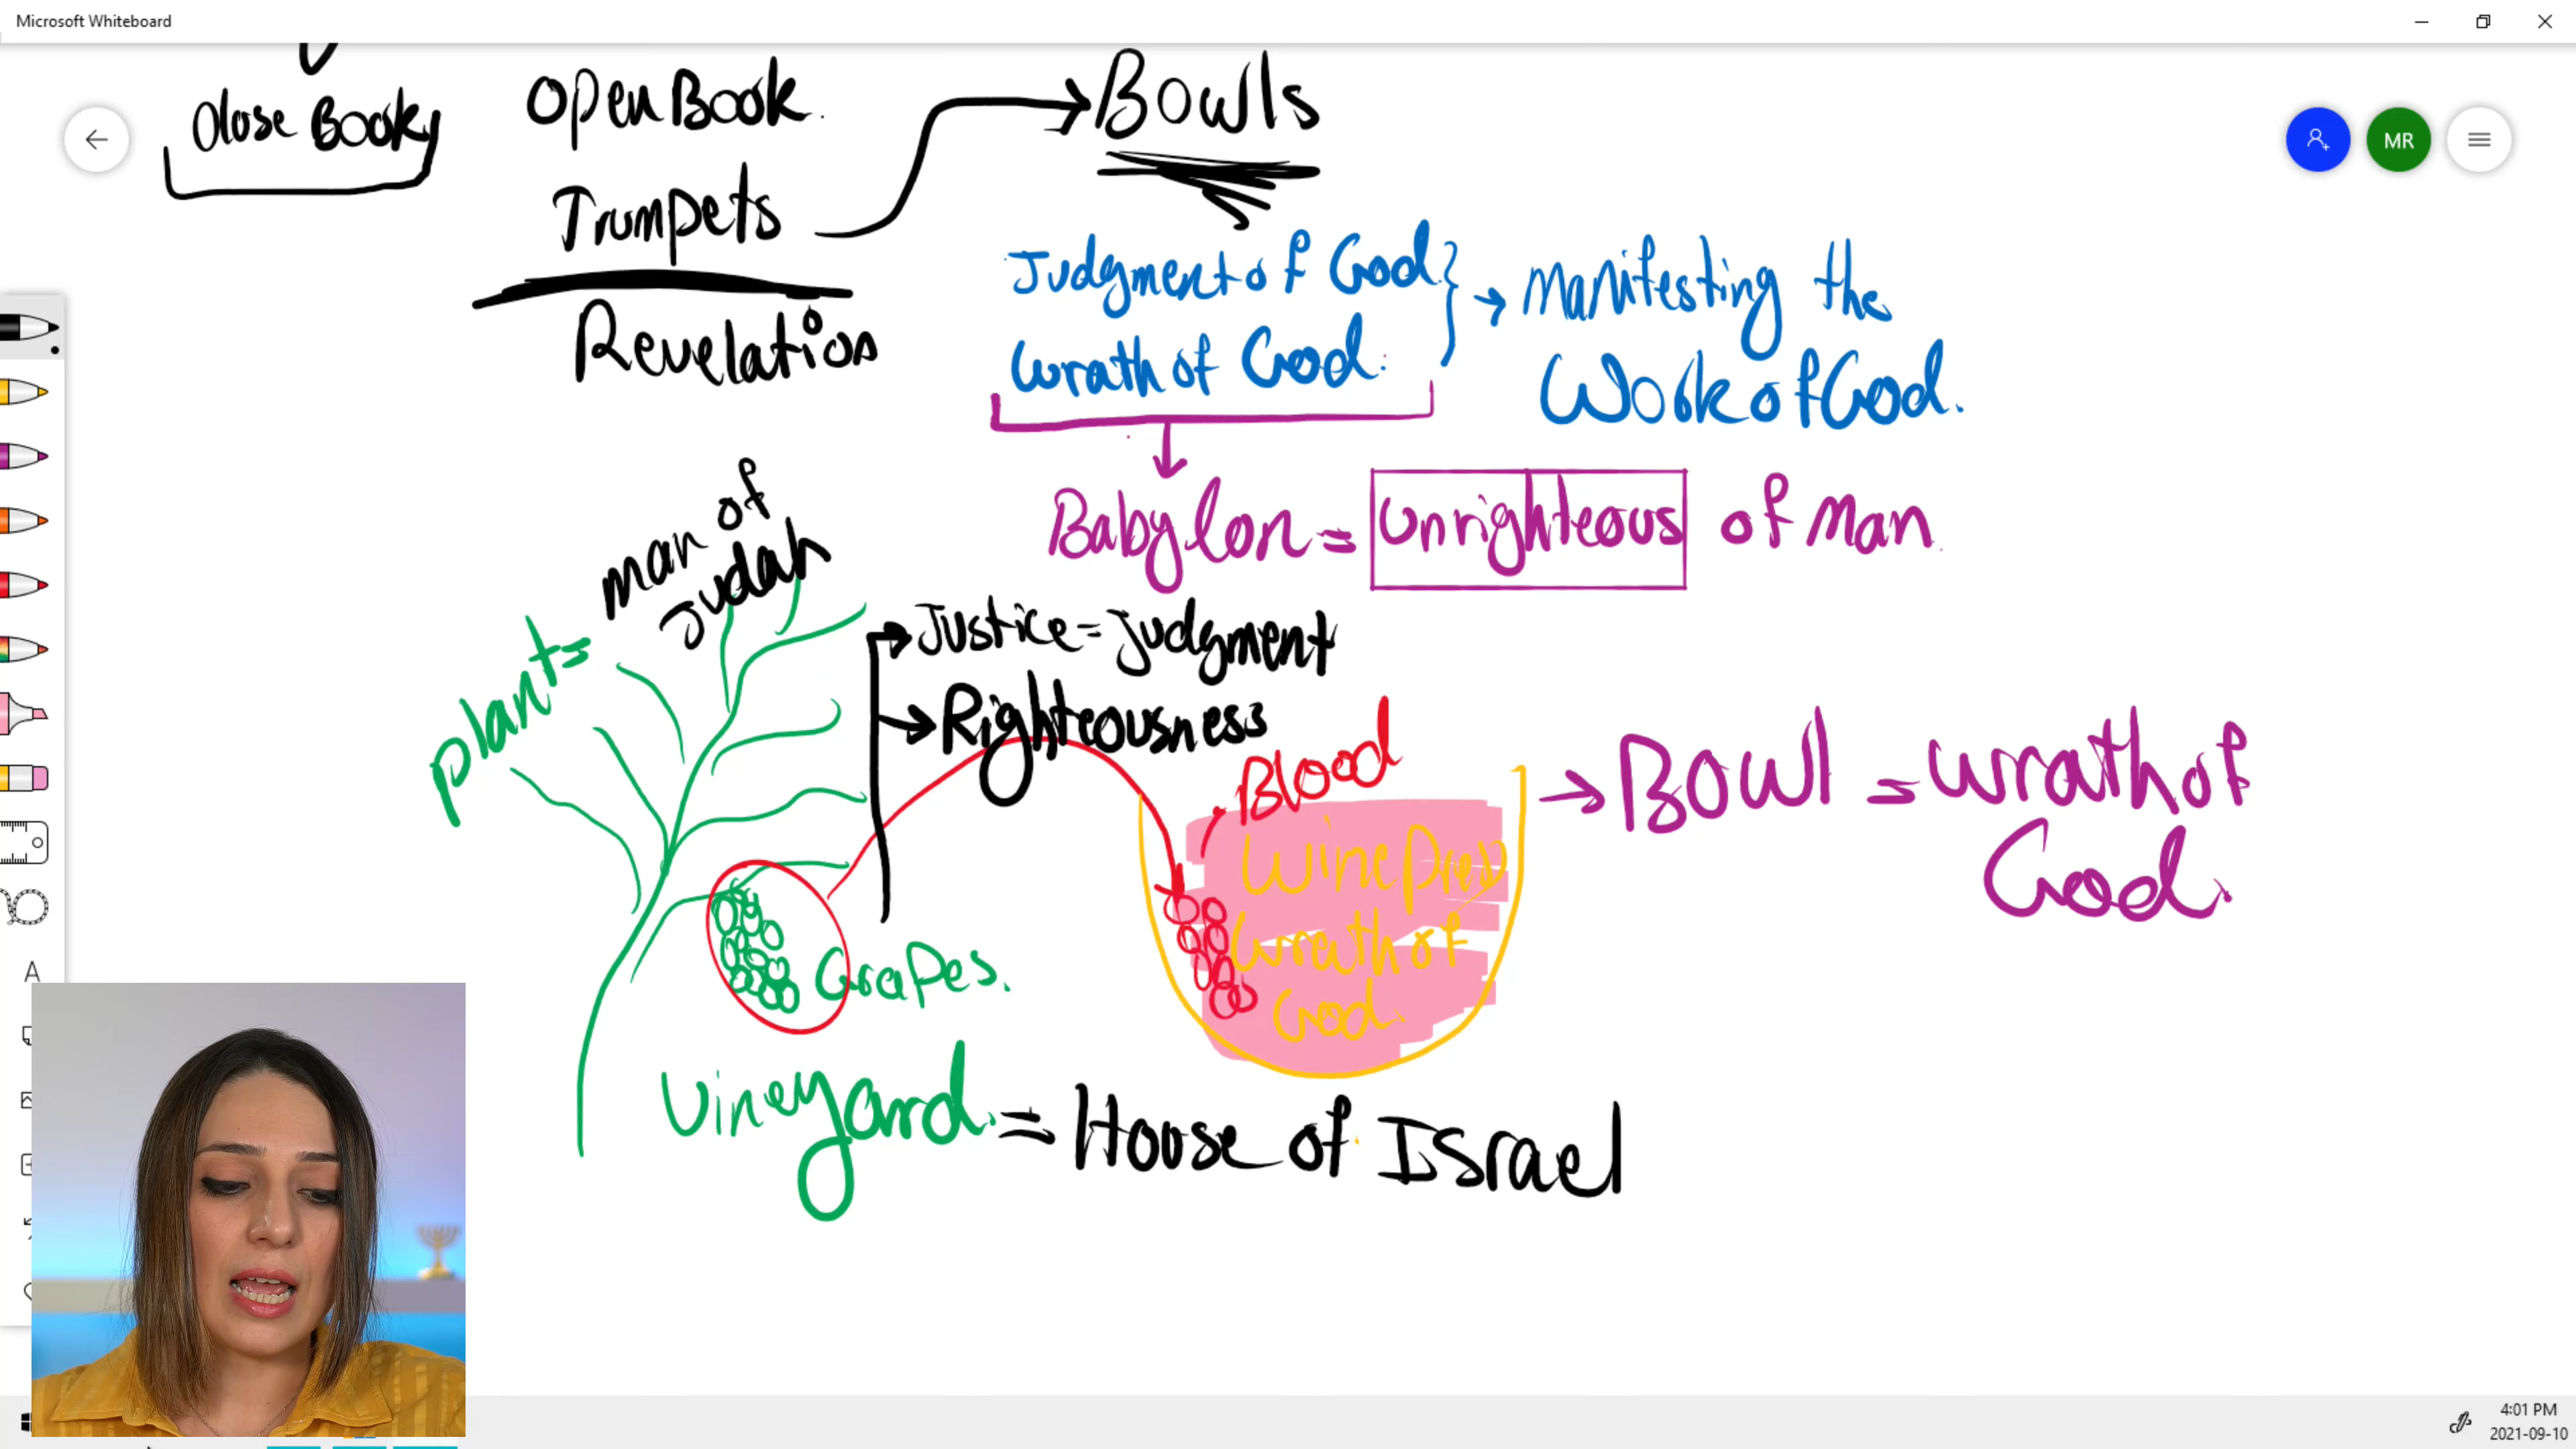 Microsoft Whiteboard
Close Book
Open Book.
Trumpets
Revelation
Bowls
MR
Judgment of God
Wrath of God.
Manifesting the
Work of God.
Babylon = Unrighteous of Man.
plant =
man of
Judah
Justice = Judgment
Righteousness
Blood
Wine Press
Wrath of
God.
Bowl = Wrath of
God.
Grapes.
Vineyard. = House of Israel
A
4:01 PM
2021-09-10